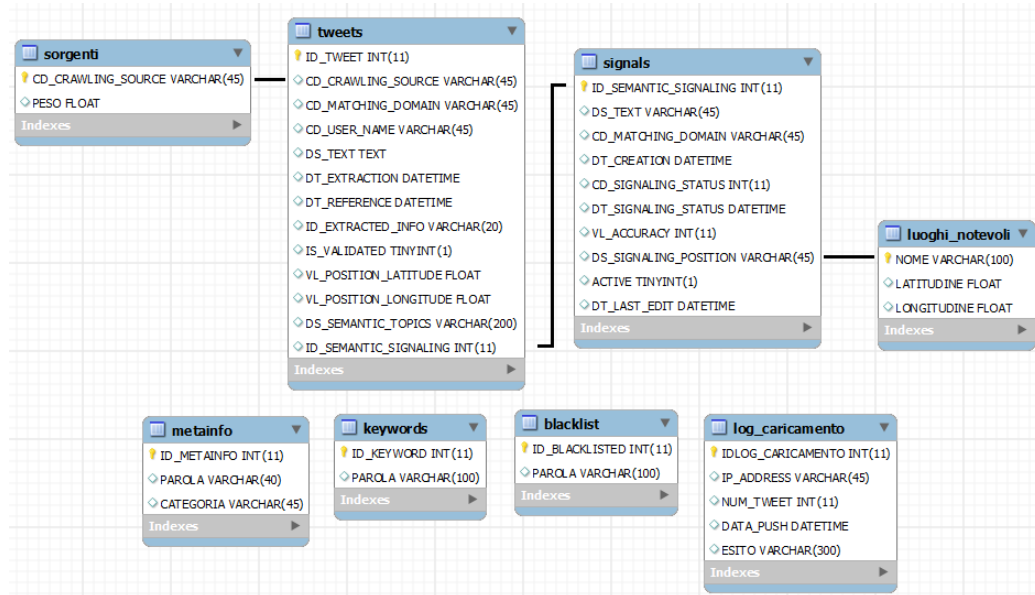 sorgenti
CD_CRAWLING_SOURCE VARCHAR(45)
PESO FLOAT
Indexes
tweets
ID_TWEET INT(11)
CD_CRAWLING_SOURCE VARCHAR(45)
CD_MATCHING_DOMAIN VARCHAR(45)
CD_USER_NAME VARCHAR(45)
DS_TEXT TEXT
DT_EXTRACTION DATETIME
DT_REFERENCE DATETIME
ID_EXTRACTED_INFO VARCHAR(20)
IS_VALIDATED TINYINT(1)
VL_POSITION_LATITUDE FLOAT
VL_POSITION_LONGITUDE FLOAT
DS_SEMANTIC_TOPICS VARCHAR(200)
ID_SEMANTIC_SIGNALING INT(11)
Indexes
signals
ID_SEMANTIC_SIGNALING INT(11)
DS_TEXT VARCHAR(45)
CD_MATCHING_DOMAIN VARCHAR(45)
DT_CREATION DATETIME
CD_SIGNALING_STATUS INT(11)
DT_SIGNALING_STATUS DATETIME
VL_ACCURACY INT(11)
DS_SIGNALING_POSITION VARCHAR(45)
ACTIVE TINYINT(1)
DT_LAST_EDIT DATETIME
Indexes
luoghi_notevoli
NOME VARCHAR(100)
LATITUDINE FLOAT
LONGITUDINE FLOAT
Indexes
metainfo
ID_METAINFO INT(11)
PAROLA VARCHAR(40)
CATEGORIA VARCHAR(45)
Indexes
keywords
ID_KEYWORD INT(11)
PAROLA VARCHAR(100)
Indexes
blacklist
ID_BLACKLISTED INT(11)
PAROLA VARCHAR(100)
Indexes
log_caricamento
IDLOG_CARICAMENTO INT(11)
IP_ADDRESS VARCHAR(45)
NUM_TWEET INT(11)
DATA_PUSH DATETIME
ESITO VARCHAR(300)
Indexes